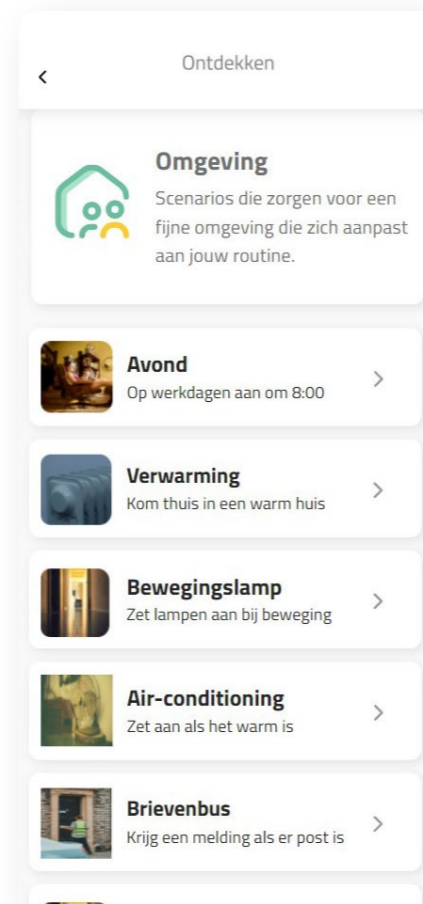 Ontdekken
Omgeving
Scenarios die zorgen voor een
fijne omgeving die zich aanpast
aan jouw routine.
Avond
Op werkdagen aan om 8:00
Verwarming
Kom thuis in een warm huis
Bewegingslamp
Zet lampen aan bij beweging
Air-conditioning
Zet aan als het warm is
Brievenbus
Krijg een melding als er post is